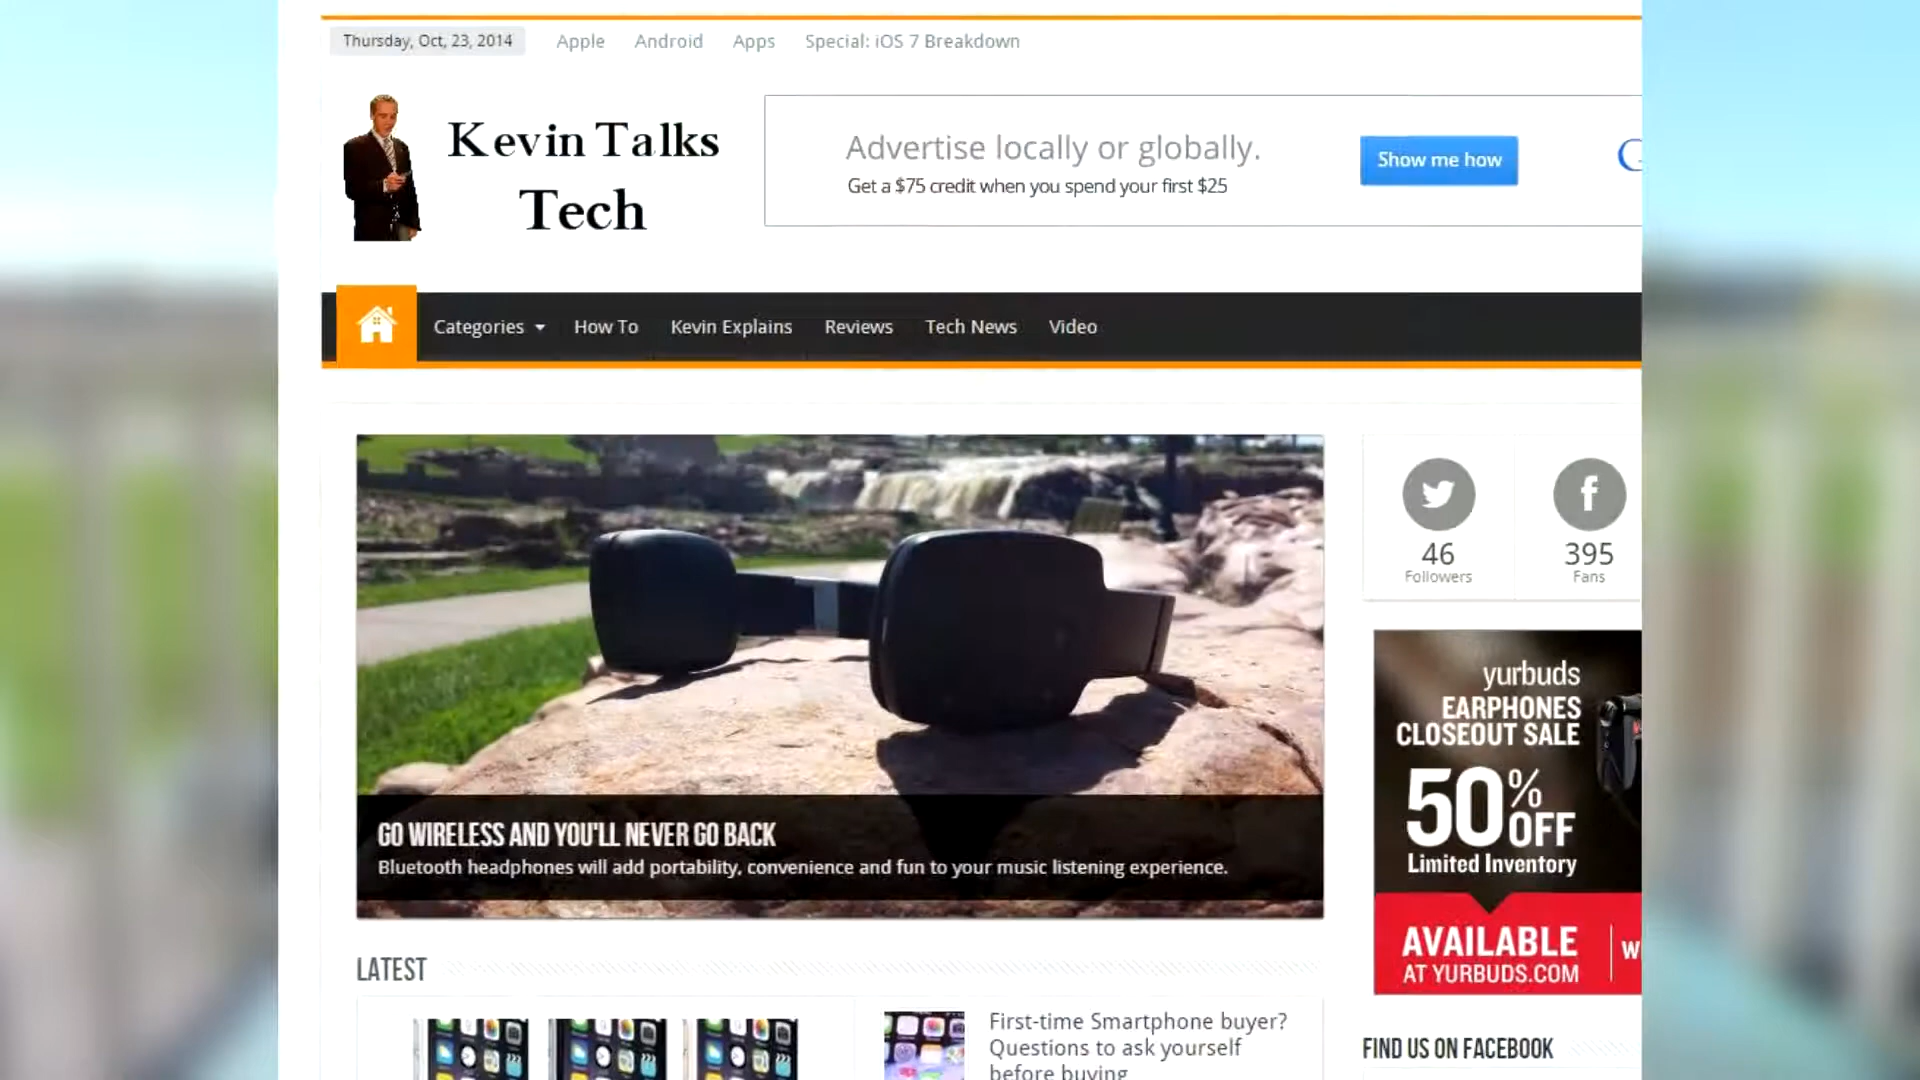 Thursday, Oct, 23, 2014
Apple
Android
Apps
Special: iOS 7 Breakdown
Kevin Talks
Tech
Advertise locally or globally.
Get a $75 credit when you spend your first $25
Show me how
Categories
How To
Kevin Explains
Reviews
Tech News
Video
GO WIRELESS AND YOU'LL NEVER GO BACK
Bluetooth headphones will add portability, convenience and fun to your music listening experience.
46
Followers
395
Fans
yurbuds
EARPHONES
CLOSEOUT SALE
50% OFF
Limited Inventory
AVAILABLE
AT YURBUDS.COM
LATEST
First-time Smartphone buyer?
Questions to ask yourself
before buying
FIND US ON FACEBOOK